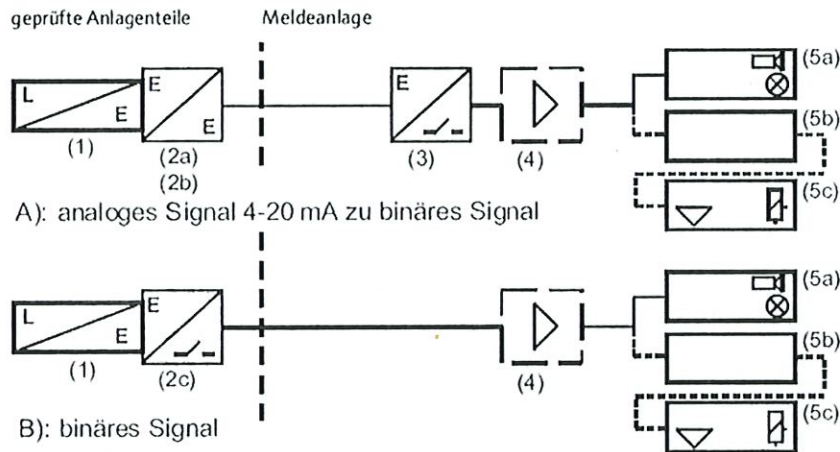 geprüfte Anlagenteile Meldeanlage
L E E E
(1) (2a) (3) (4) (5a)
(2b) (5b)
(5c)
A): analoges Signal 4-20 mA zu binäres Signal
L E E
(1) (2c) (4) (5a)
(5b)
(5c)
B): binäres Signal